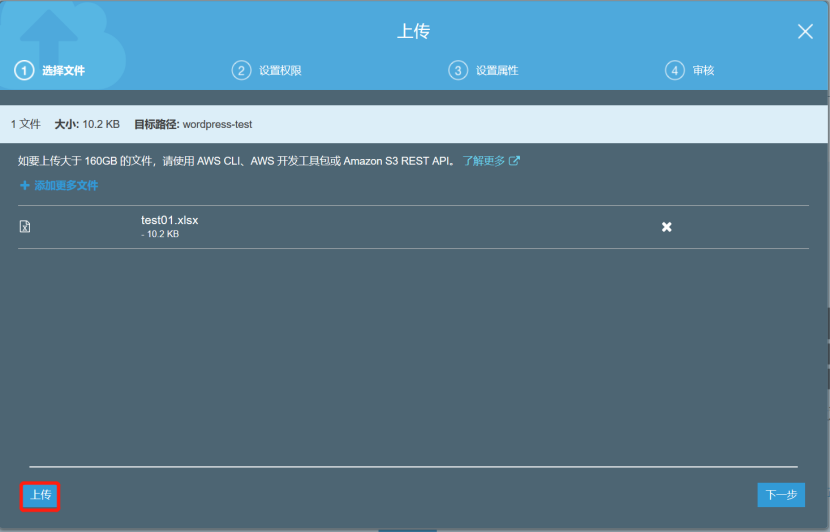 上传
1 选择文件
2 设置权限
3 设置属性
4 审核
1 文件 大小: 10.2 KB 目标路径: wordpress-test
如要上传大于 160GB 的文件，请使用 AWS CLI、AWS 开发工具包或 Amazon S3 REST API。 了解更多
添加更多文件
test01.xlsx
- 10.2 KB
上传
下一步